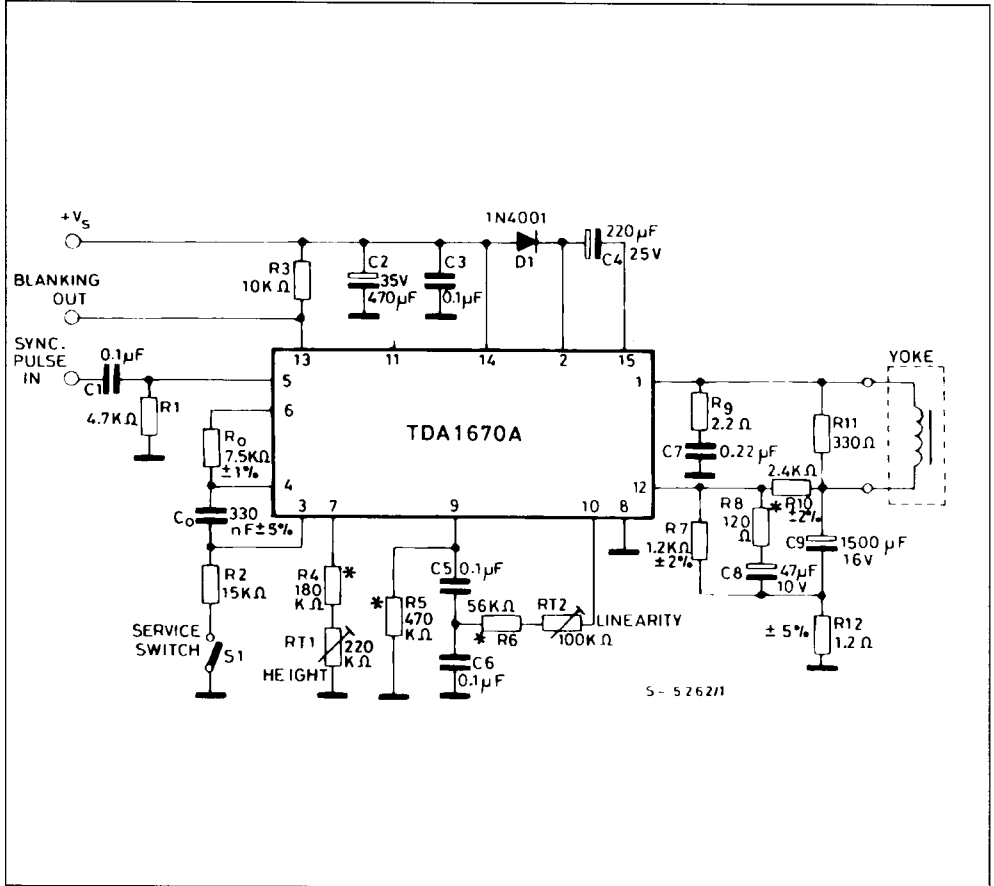 +VS
1N4001
D1
220 µF
C4
25V
R3
10KΩ
C2
35V
470µF
C3
0.1µF
BLANKING
OUT
SYNC.
PULSE
IN
0.1µF
C1
4.7KΩ
R1
13
11
14
2
15
5
6
4
3
7
9
10
8
1
12
TDA1670A
YOKE
Ro
7.5KΩ
±1%
Co
330
nF±5%
R2
15KΩ
SERVICE
SWITCH
S1
R4 *
180
KΩ
RT1
220
KΩ
HEIGHT
* R5
470
KΩ
C5 0.1µF
56KΩ
* R6
RT2
100KΩ
LINEARITY
C6
0.1µF
R9
2.2Ω
C7
0.22µF
R11
330Ω
2.4KΩ
R10
±2%
R7
1.2KΩ
±2%
R8 *
120
Ω
C8
47µF
10V
C9
1500 µF
16V
± 5%
R12
1.2Ω
S - 5262/1